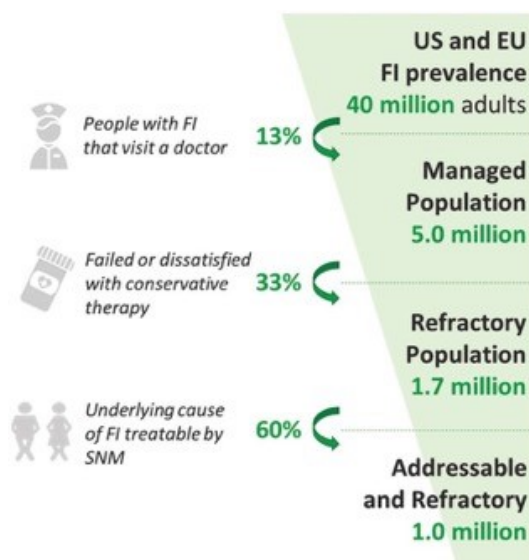 US and EU
FI prevalence
40 million adults
People with FI
that visit a doctor
13%
Managed
Population
5.0 million
Failed or dissatisfied
with conservative
therapy
33%
Refractory
Population
1.7 million
Underlying cause
of FI treatable by
SNM
60%
Addressable
and Refractory
1.0 million